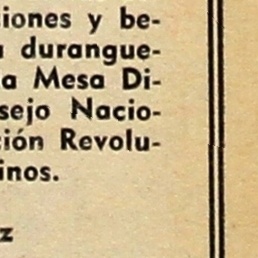 iones y be-
durangue-
a Mesa Di-
sejo Nacio-
ción Revolu-
inos.
z